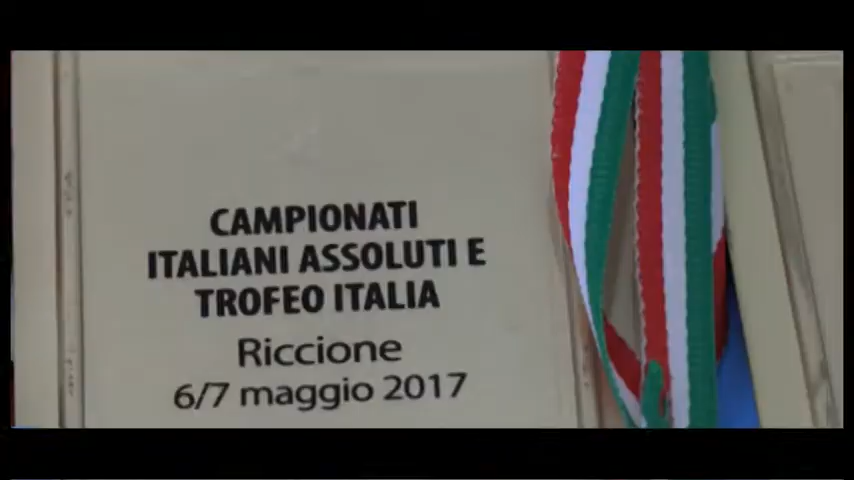 CAMPIONATI
ITALIANI ASSOLUTI E
TROFEO ITALIA
Riccione
6/7 maggio 2017